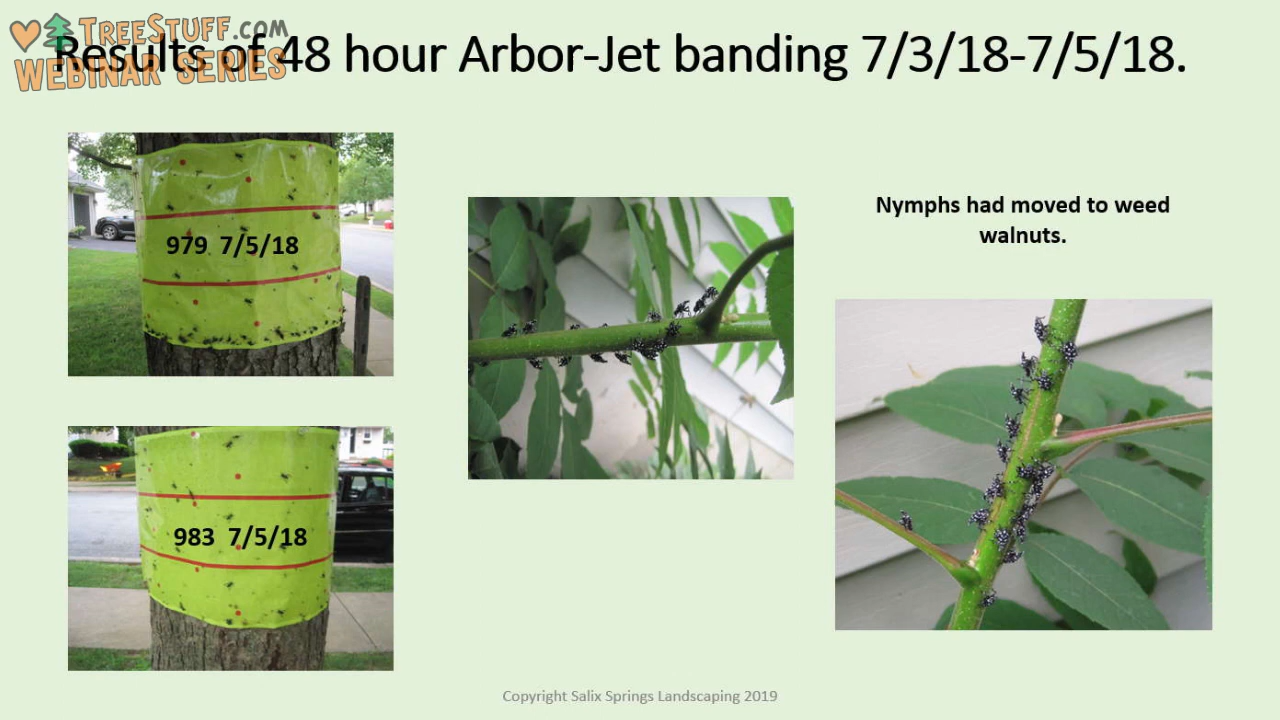 TREESTUFF.COM
WEBINAR SERIES
Results of 48 hour Arbor-Jet banding 7/3/18-7/5/18.
979 7/5/18
Nymphs had moved to weed
walnuts.
983 7/5/18
Copyright Salix Springs Landscaping 2019